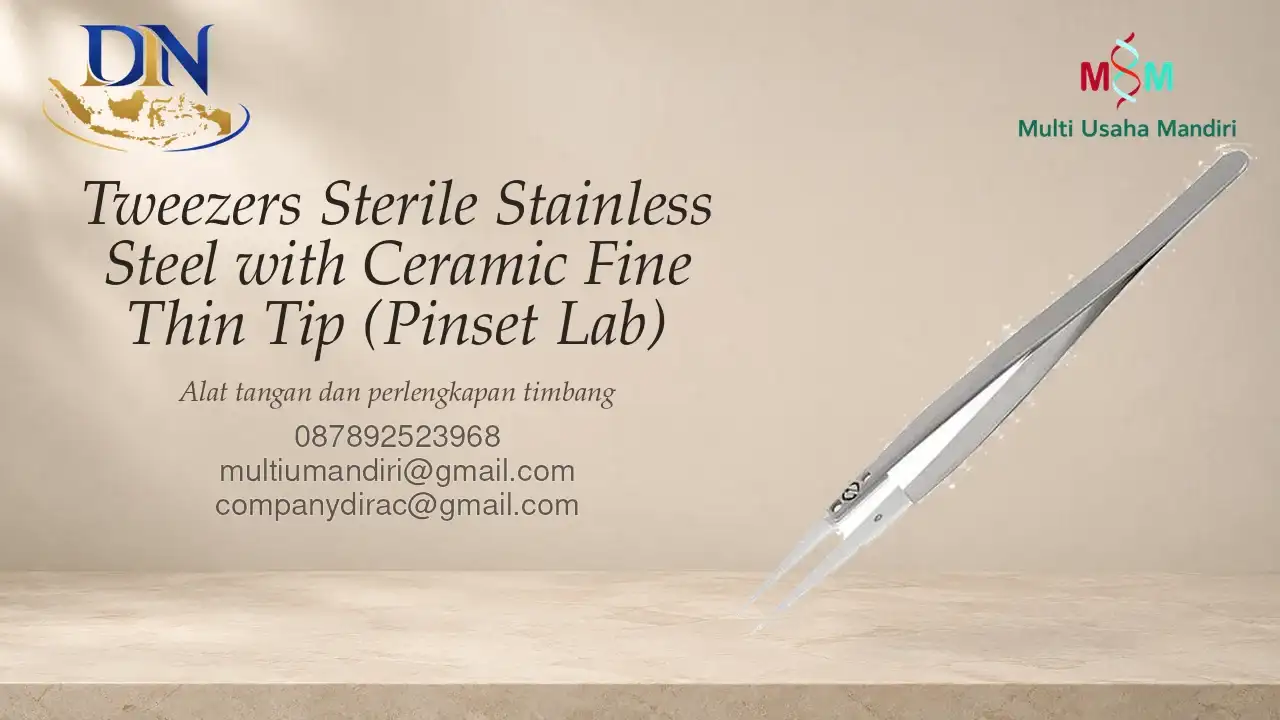 DN
MSM
Multi Usaha Mandiri
Tweezers Sterile Stainless
Steel with Ceramic Fine
Thin Tip (Pinset Lab)
Alat tangan dan perlengkapan timbang
087892523968
multiumandiri@gmail.com
companydirac@gmail.com